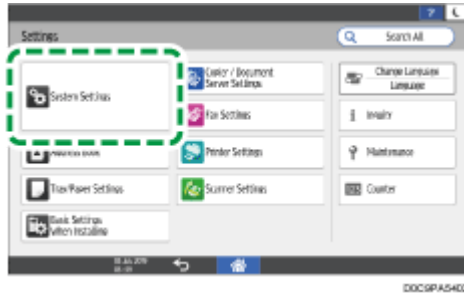 ?
Settings
Search All
System Settings
Copier / Document
Server Settings
Change Language
Language
Fax Settings
Inquiry
Address Book
Printer Settings
Maintenance
Tray/Paper Settings
Scanner Settings
Counter
Basic Settings
When Installing
D0C9PA5402